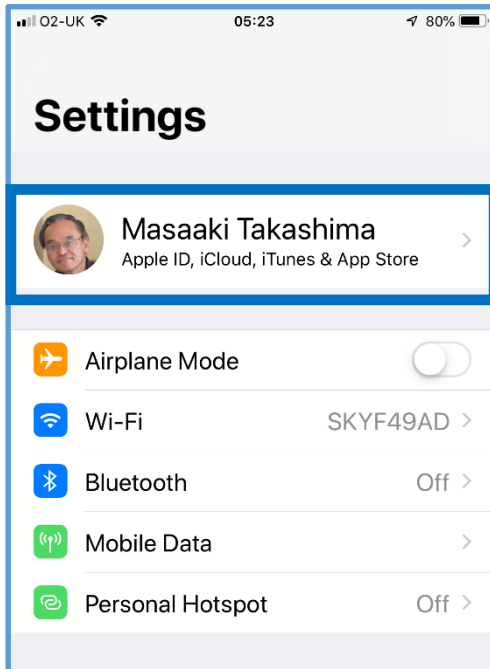 O2-UK 05:23 80%
Settings
Masaaki Takashima
Apple ID, iCloud, iTunes & App Store
Airplane Mode
Wi-Fi SKYF49AD
Bluetooth Off
Mobile Data
Personal Hotspot Off